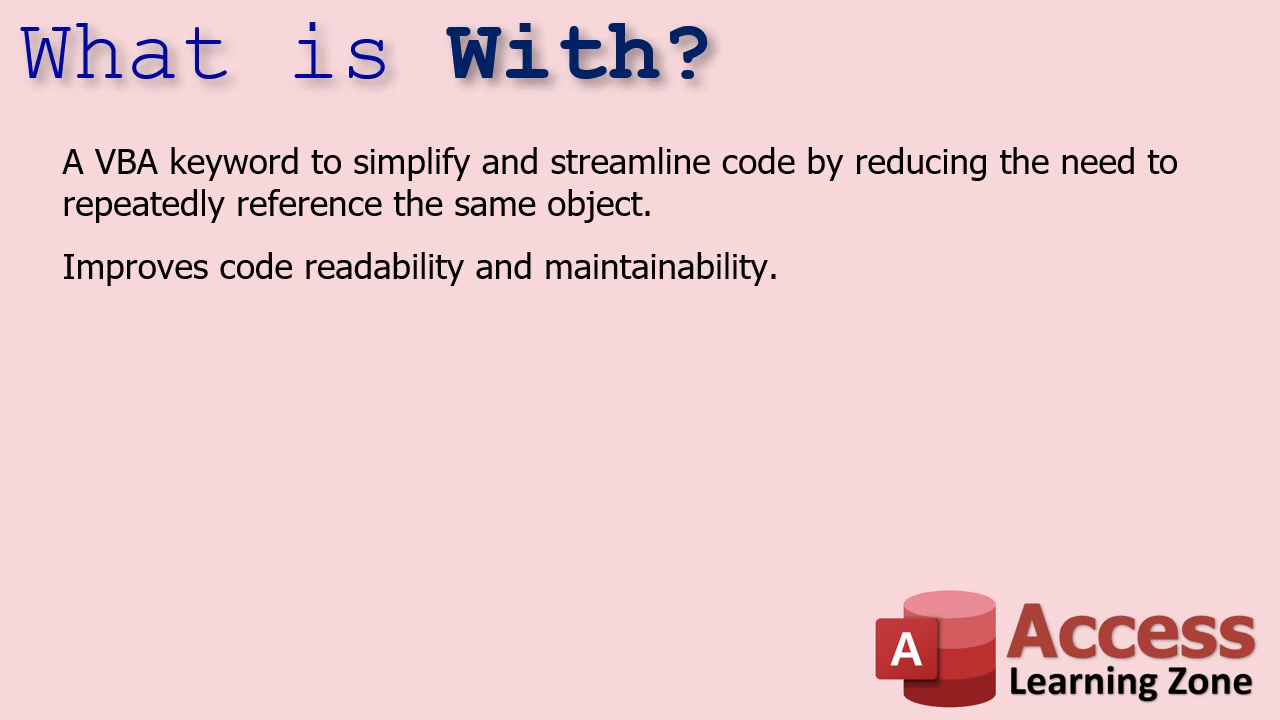 What is With?
A VBA keyword to simplify and streamline code by reducing the need to
repeatedly reference the same object.
Improves code readability and maintainability.
A
Access
Learning Zone